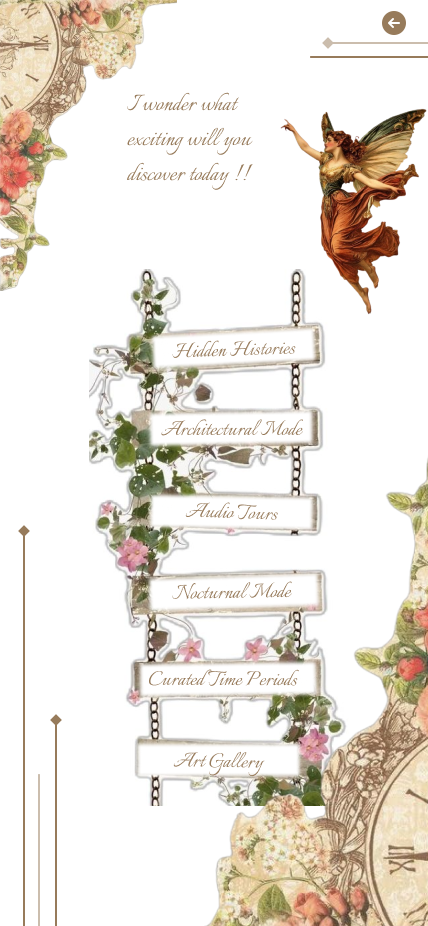 I wonder what
exciting will you
discover today !!
Hidden Histories
Architectural Mode
Audio Tours
Nocturnal Mode
Curated Time Periods
Art Gallery